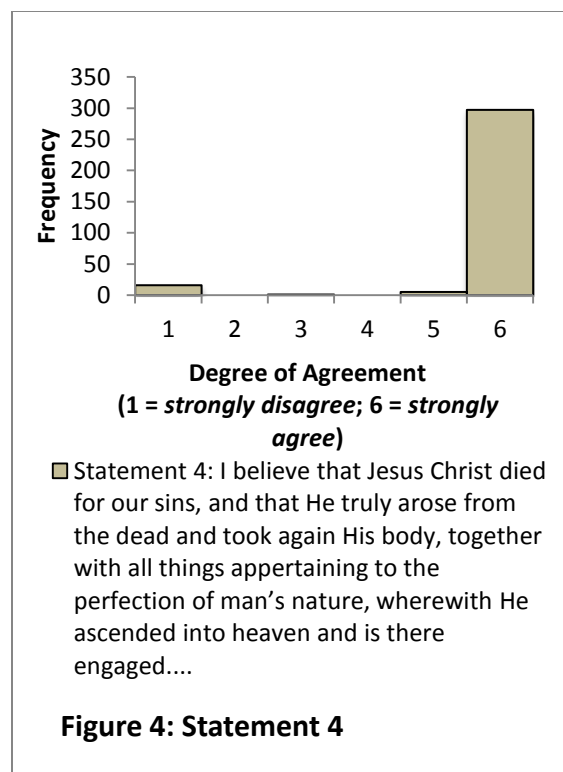 350
300
250
200
150
100
50
0
Frequency
1 2 3 4 5 6
Degree of Agreement
(1 = strongly disagree; 6 = strongly
agree)
Statement 4: I believe that Jesus Christ died
for our sins, and that He truly arose from
the dead and took again His body, together
with all things appertaining to the
perfection of man’s nature, wherewith He
ascended into heaven and is there
engaged....
Figure 4: Statement 4